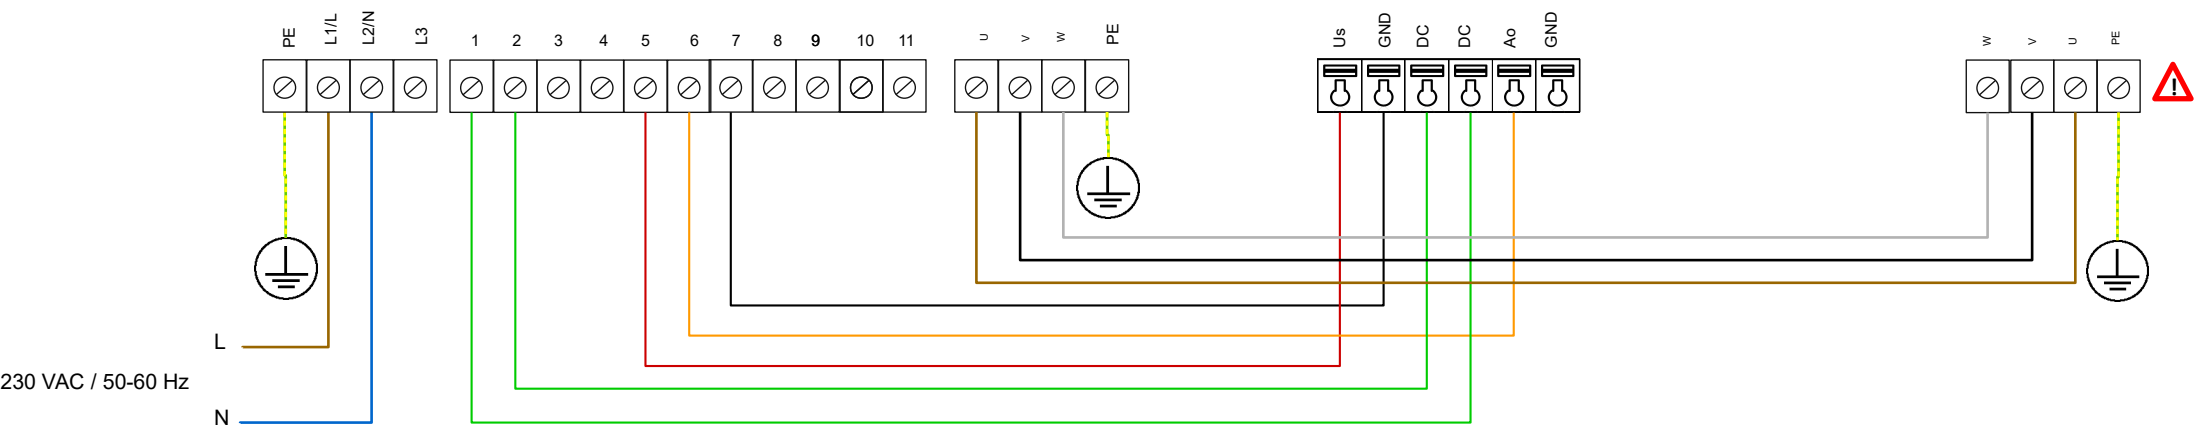 PE L1/L L2/N L3 1 2 3 4 5 6 7 8 9 10 11 U V W PE Us GND DC DC Ao GND W V U PE
!
L
230 VAC / 50-60 Hz
N